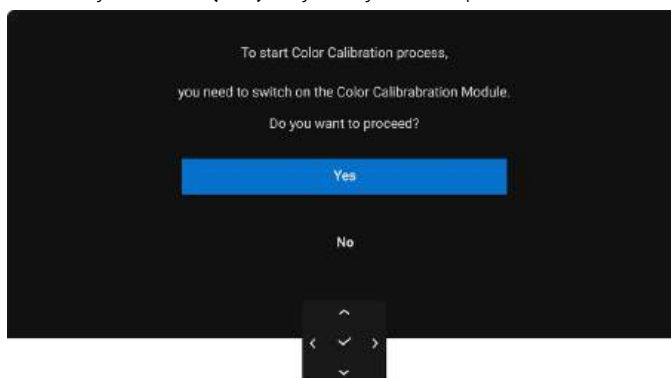 To start Color Calibration process,
you need to switch on the Color Calibrabration Module.
Do you want to proceed?
Yes
No